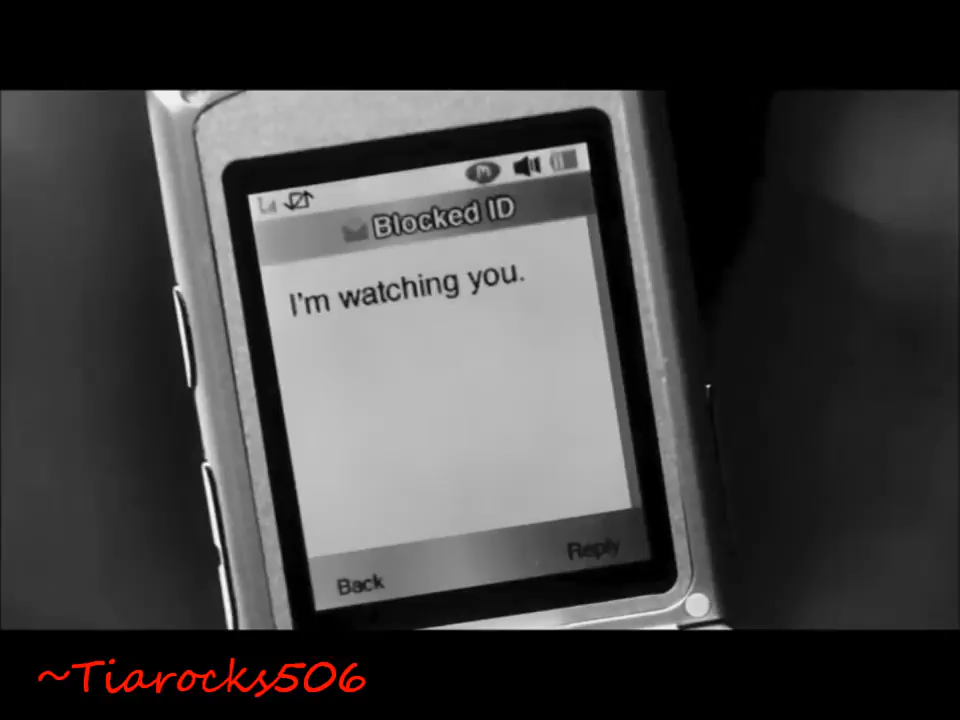 Blocked ID
I'm watching you.
Reply
Back
~Tiarocks506